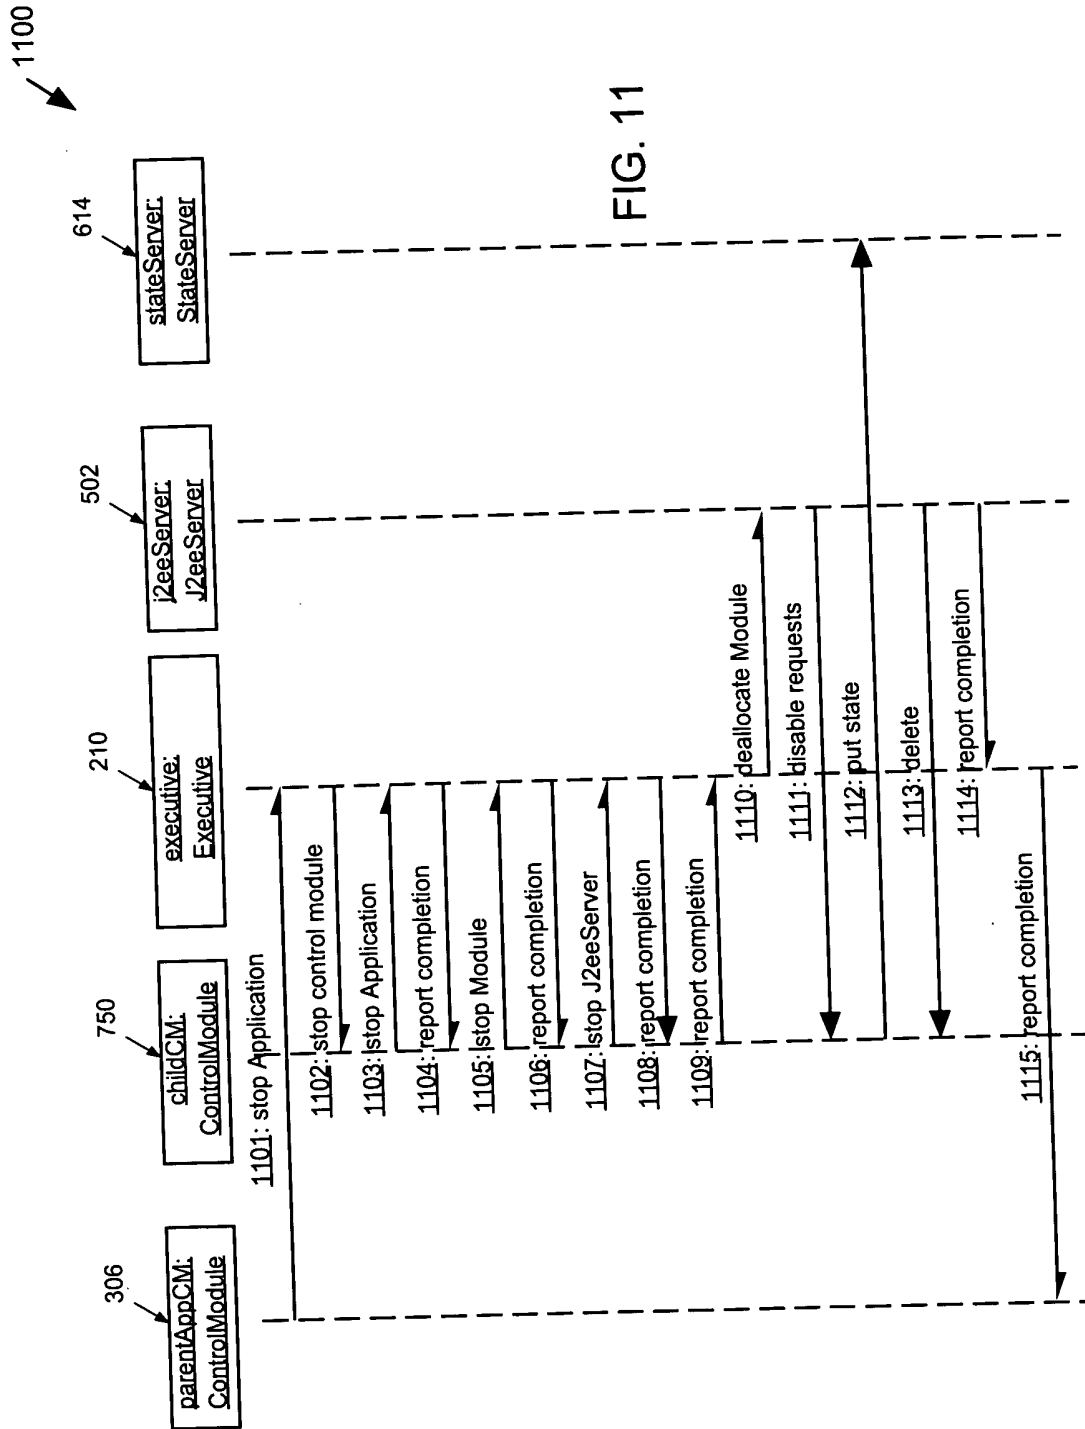 1100
306
parentAppCM:
ControlModule
750
childCM:
ControlModule
210
executive:
Executive
502
j2eeServer:
J2eeServer
614
stateServer:
StateServer
1101: stop Application
1102: stop control module
1103: stop Application
1104: report completion
1105: stop Module
1106: report completion
1107: stop J2eeServer
1108: report completion
1109: report completion
1110: deallocate Module
1111: disable requests
1112: put state
1113: delete
1114: report completion
1115: report completion
FIG. 11